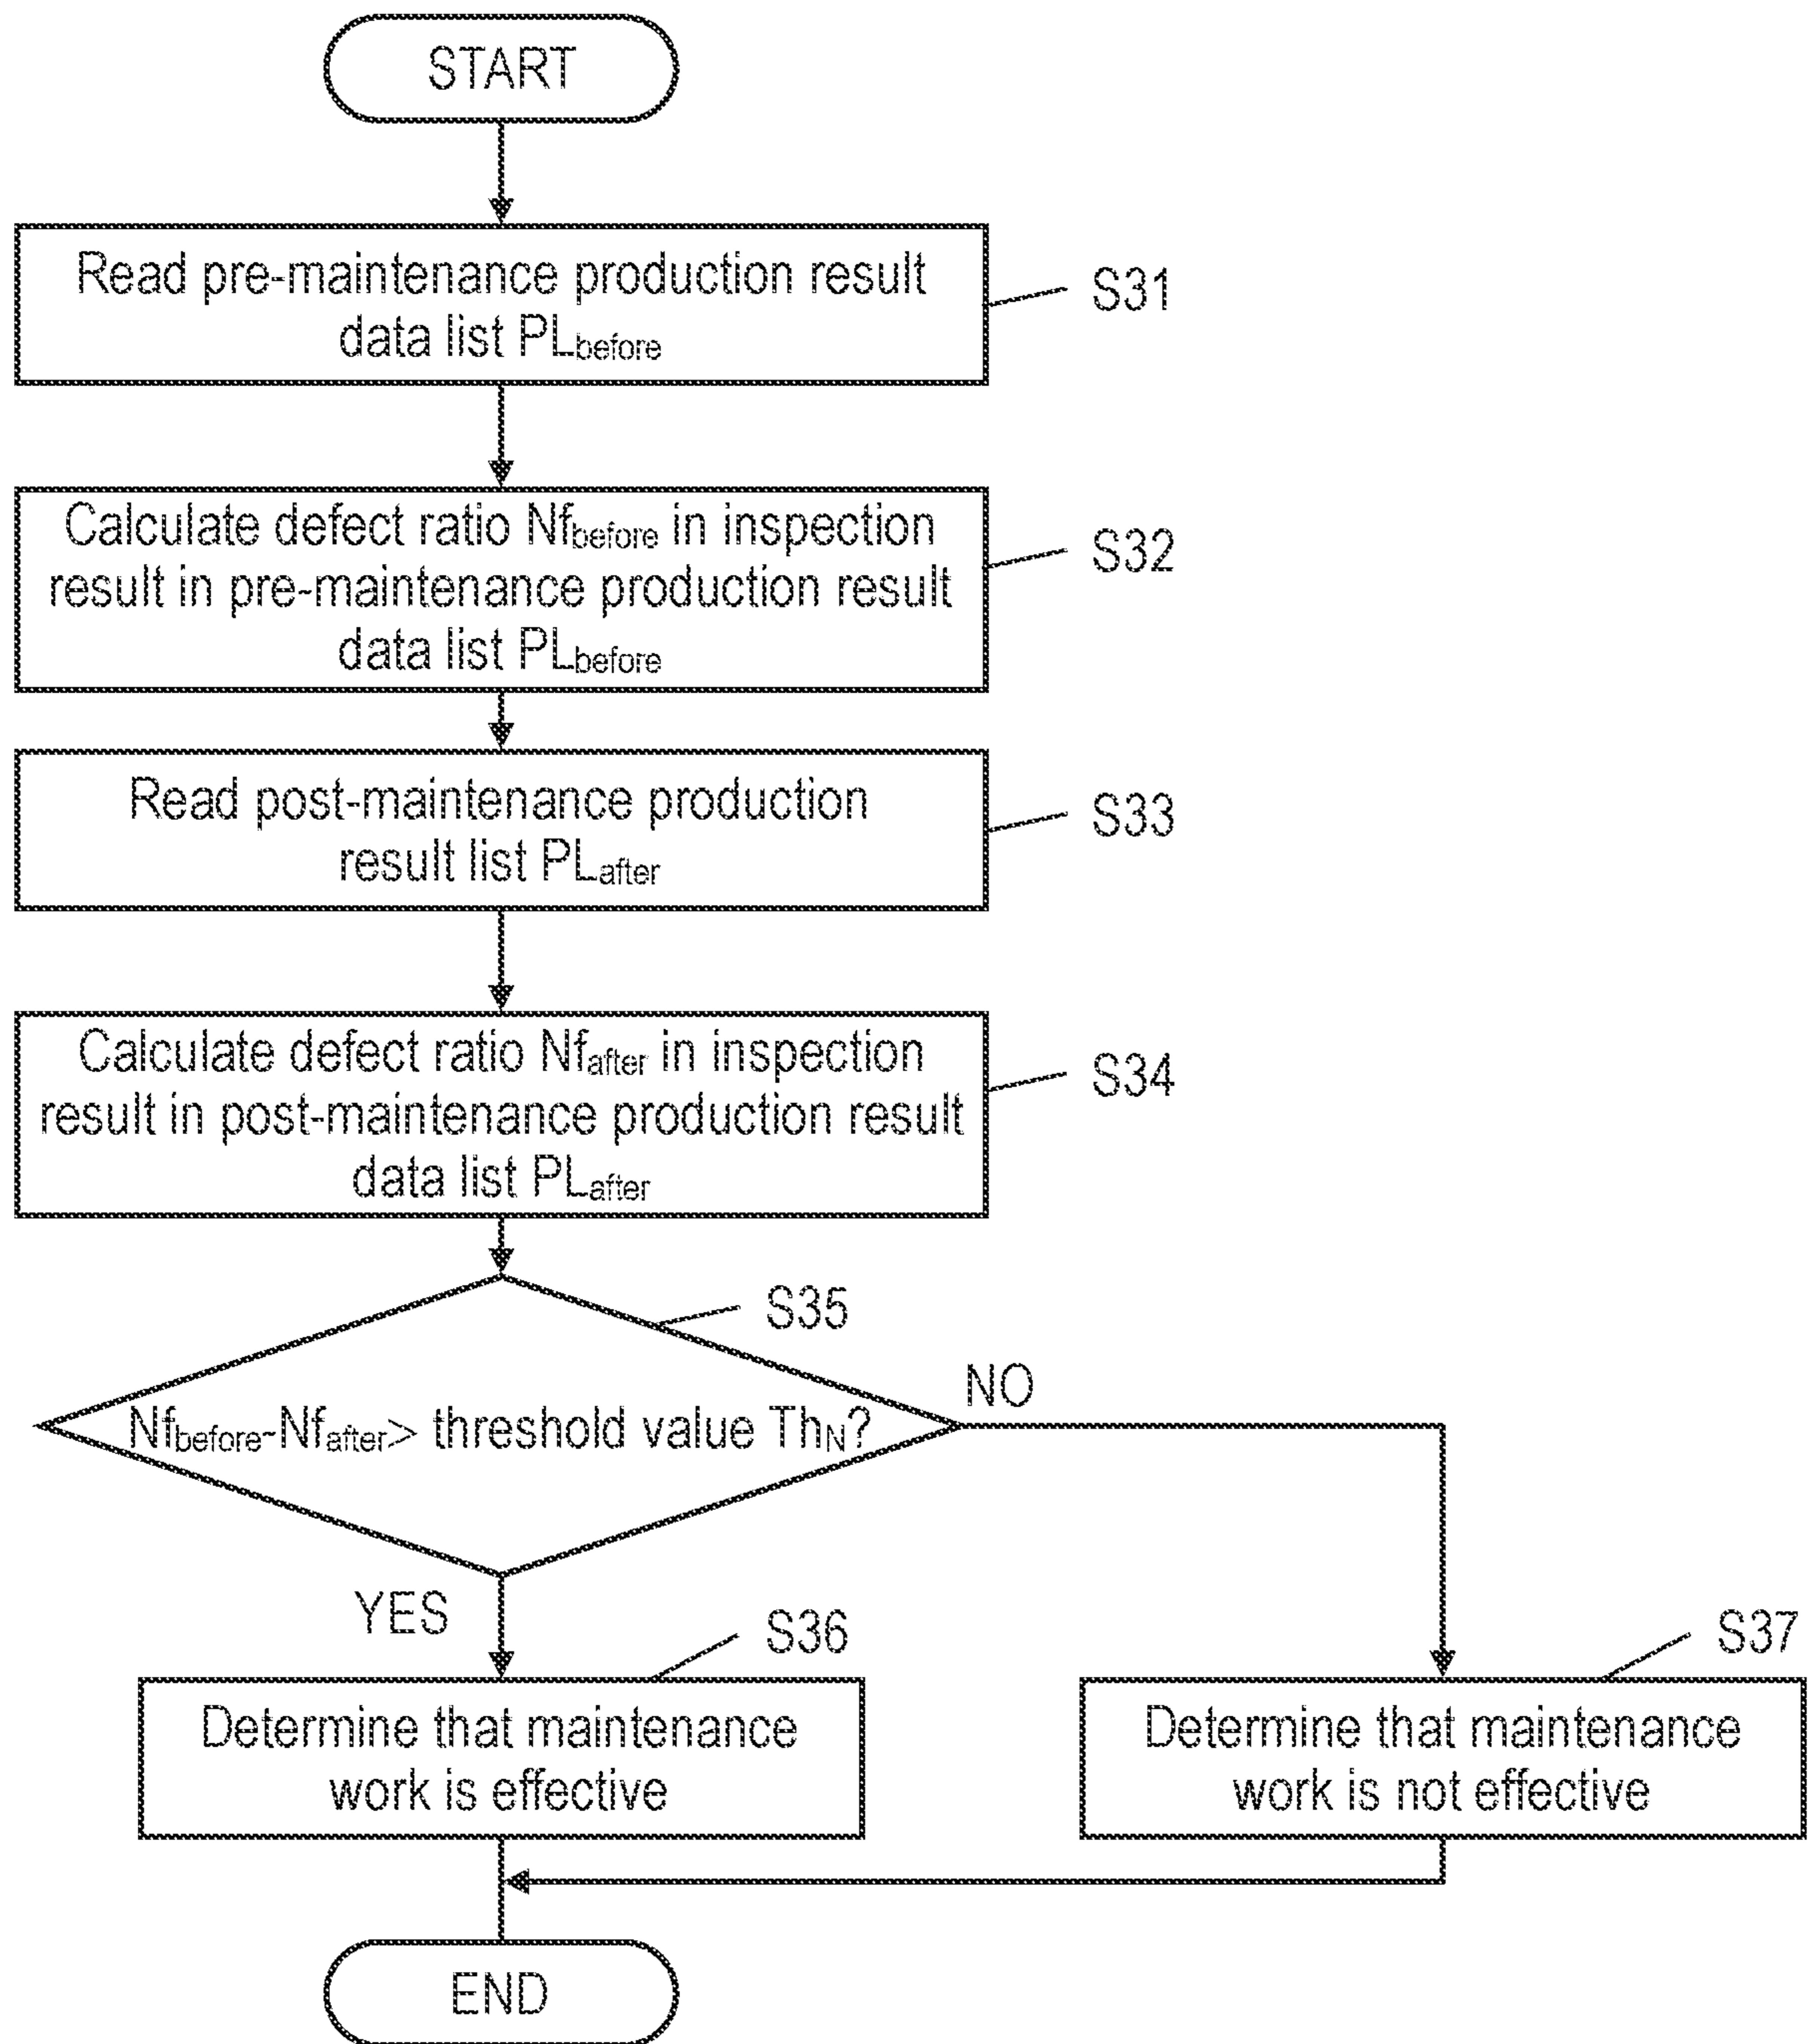 START
Read pre-maintenance production result
data list PLbefore
S31
Calculate defect ratio Nfbefore in inspection
result in pre-maintenance production result
data list PLbefore
S32
Read post-maintenance production
result list PLafter
S33
Calculate defect ratio Nfafter in inspection
result in post-maintenance production result
data list PLafter
S34
S35
Nfbefore-Nfafter> threshold value ThN?
NO
YES
S36
Determine that maintenance
work is effective
S37
Determine that maintenance
work is not effective
END